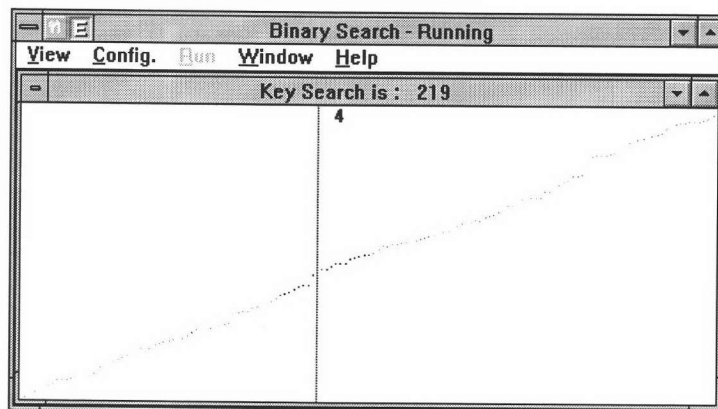 Binary Search - Running
View Config. Run Window Help
Key Search is : 219
4